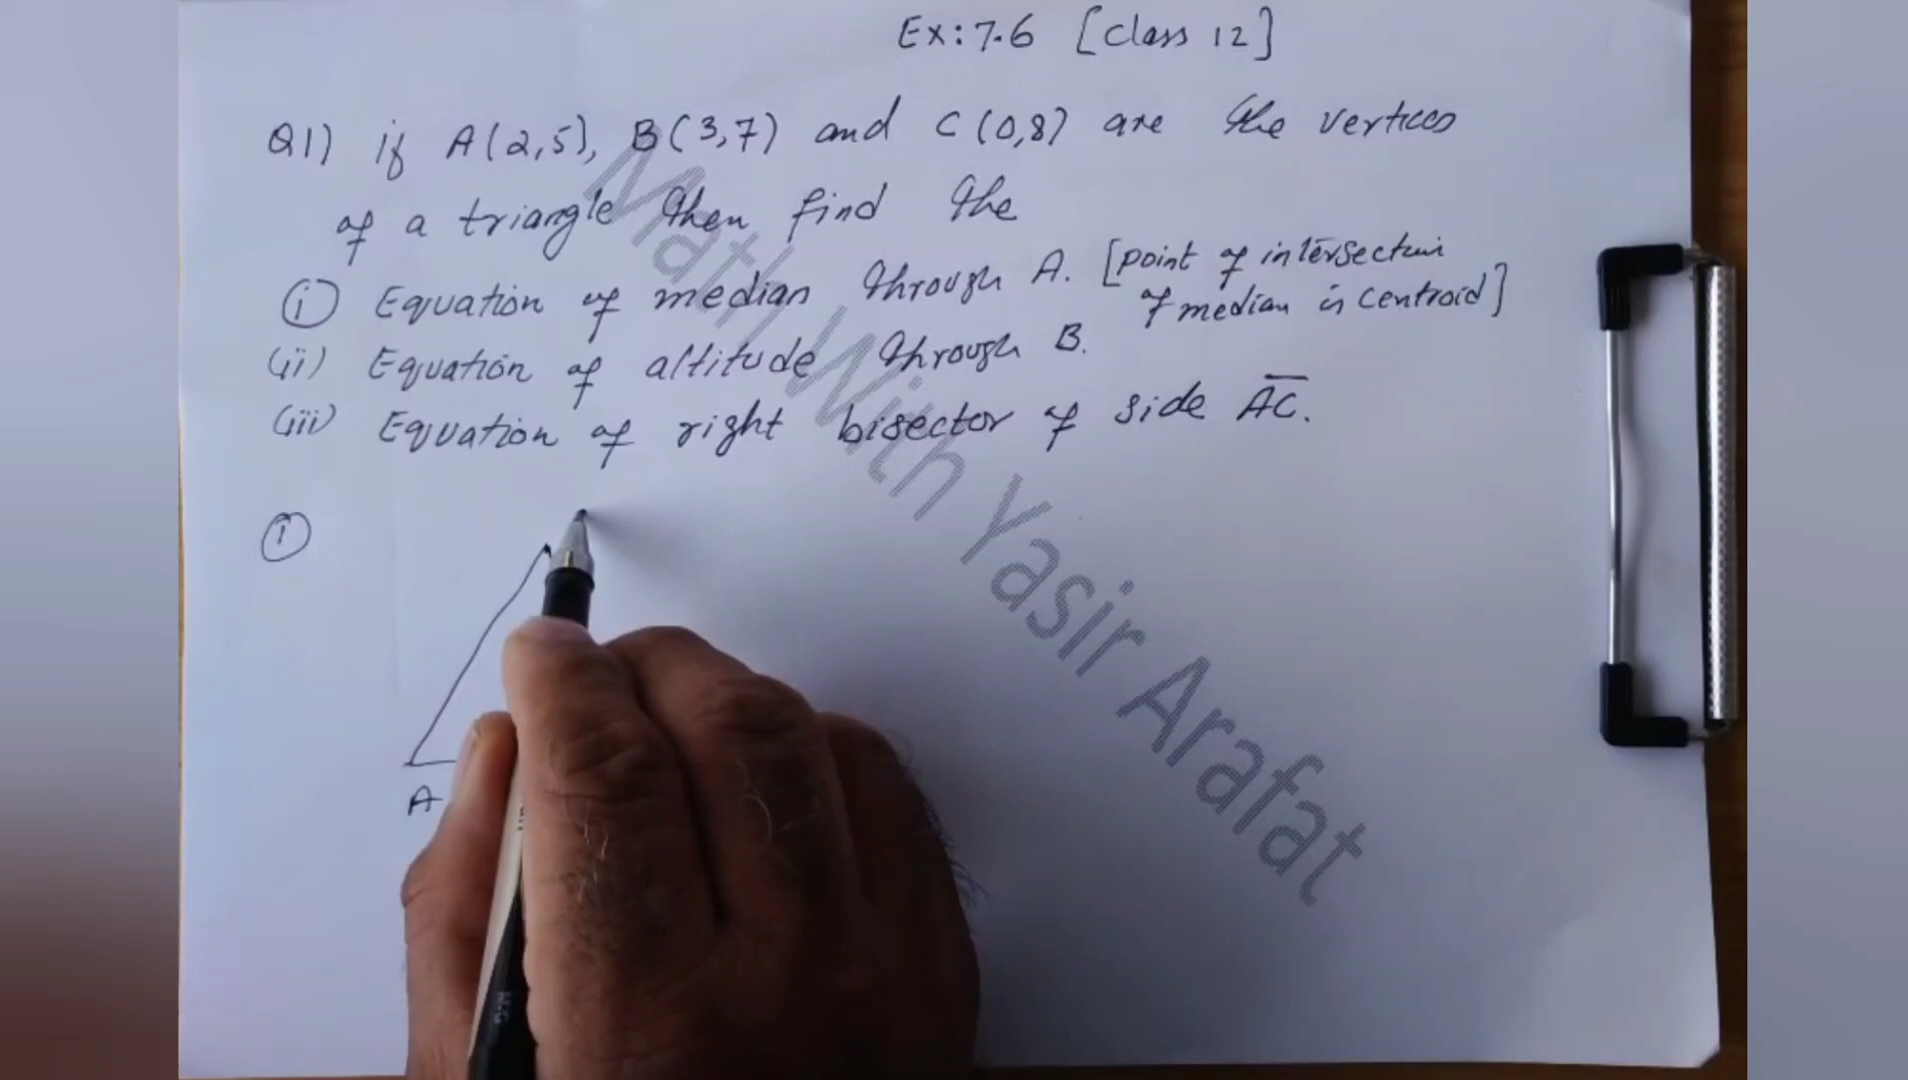 Ex: 7.6 [Class 12]
Q1) if A(2,5), B(3,7) and C(0,8) are the vertices
of a triangle then find the
(i) Equation of median through A. [point of intersection
of median is centroid]
(ii) Equation of altitude through B.
(iii) Equation of right bisector of side AC.
(i)
A
Math With Yasir Arafat